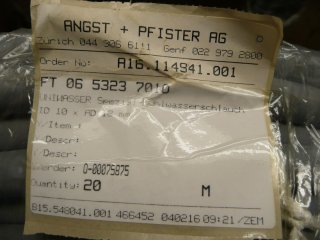 ANGST + PFISTER AG
Zürich 044 306 6111 Genf 022 979 2800
Order No: A16.114941.001
FT 06 5323 7010
UNIWASSER Spezial
ID 10 x AD
/Item:
Descr:
Descr:
0-00075875
Quantity: 20 M
815.548041.001 466452 040216 09:21/ZEM